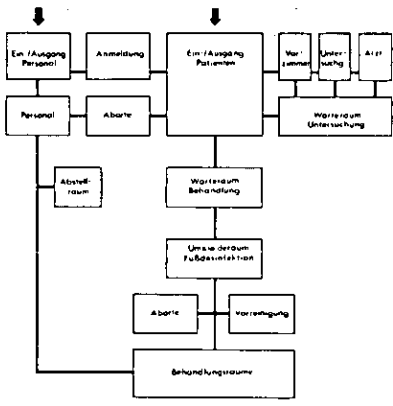 Ein-/Ausgang
Personal
Anmeldung
Ein-/Ausgang
Patienten
Vor-
zimmer
Unter-
suchg
Arzt
Personal
Aborte
Warteraum
Untersuchung
Abstell-
raum
Warteraum
Behandlung
Umkleideraum
Fußdesinfektion
Aborte
Vorreinigung
Behandlungsräume